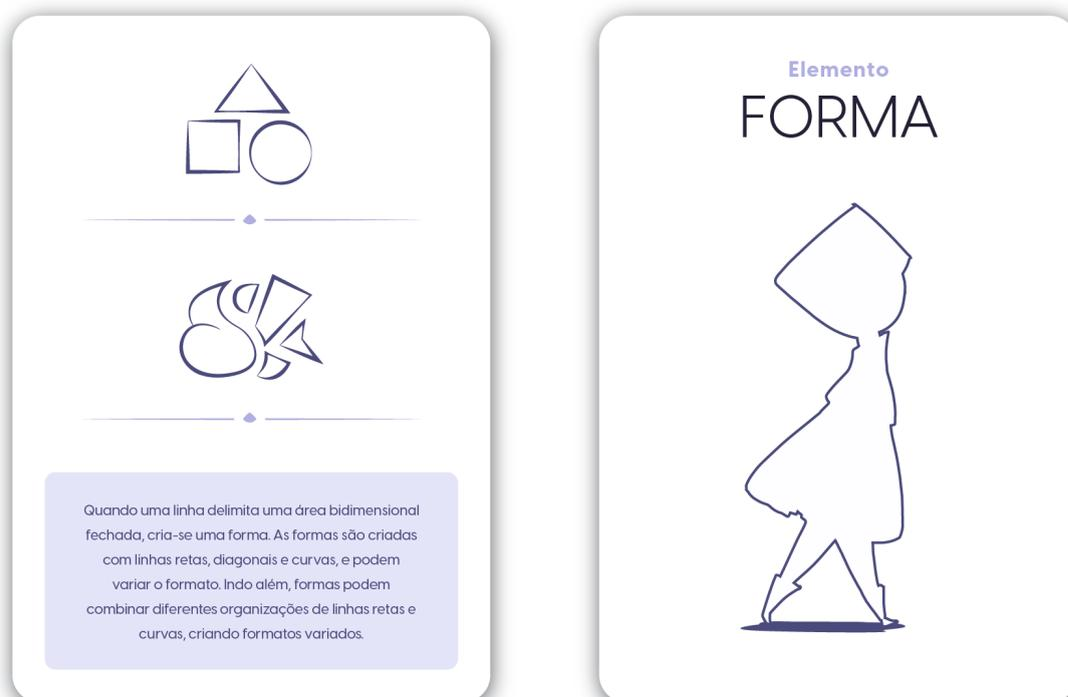 Quando uma linha delimita uma área bidimensional
fechada, cria-se uma forma. As formas são criadas
com linhas retas, diagonais e curvas, e podem
variar o formato. Indo além, formas podem
combinar diferentes organizações de linhas retas e
curvas, criando formatos variados.
Elemento
FORMA